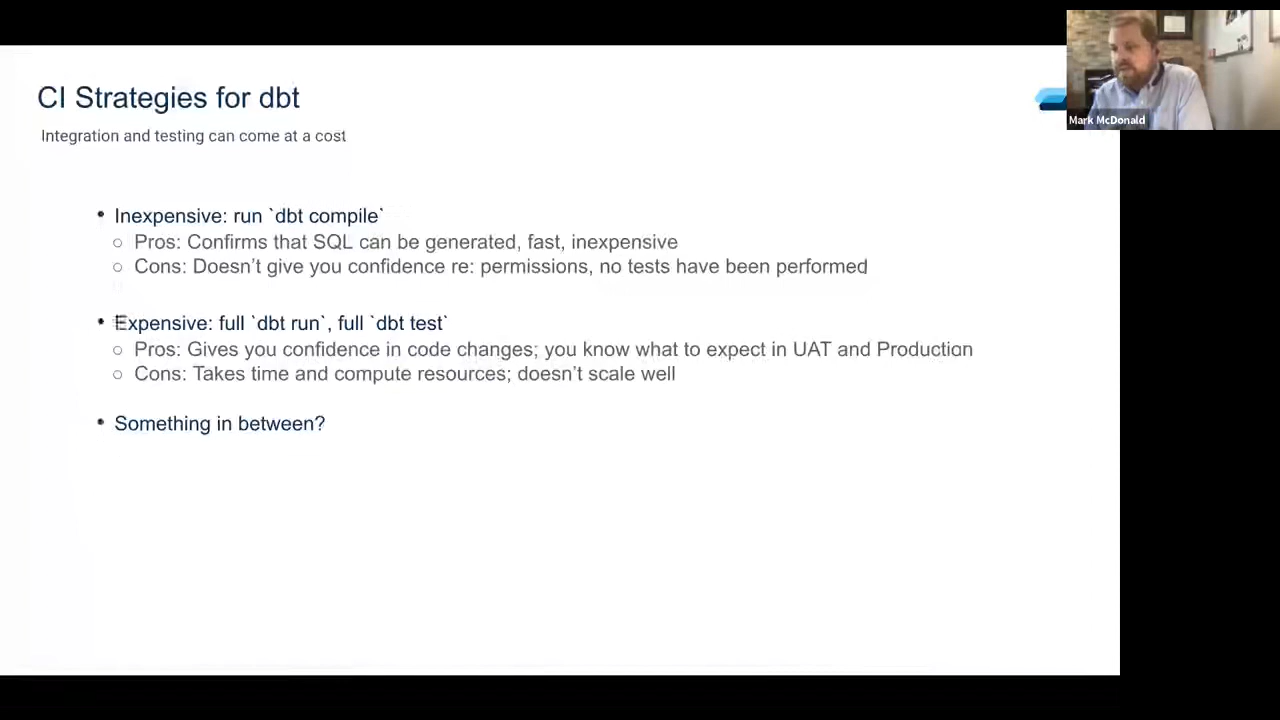 CI Strategies for dbt
Integration and testing can come at a cost
• Inexpensive: run `dbt compile`
○ Pros: Confirms that SQL can be generated, fast, inexpensive
○ Cons: Doesn’t give you confidence re: permissions, no tests have been performed
• Expensive: full `dbt run`, full `dbt test`
○ Pros: Gives you confidence in code changes; you know what to expect in UAT and Production
○ Cons: Takes time and compute resources; doesn’t scale well
• Something in between?
Mark McDonald